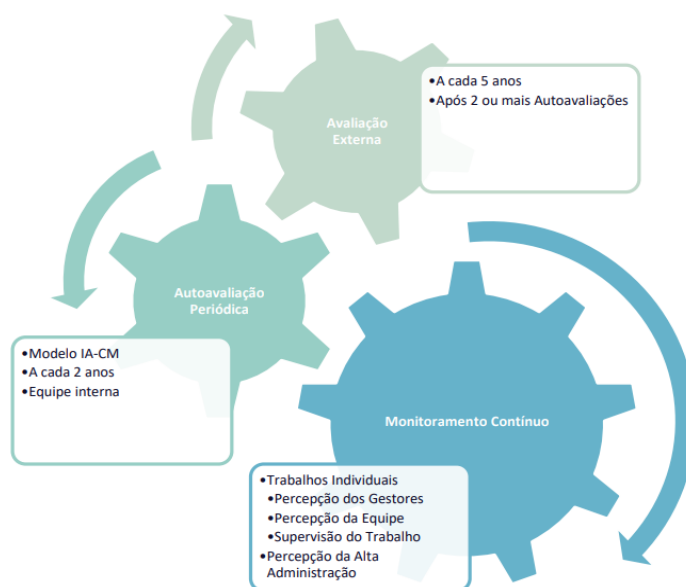 Avaliação
Externa
•A cada 5 anos
•Após 2 ou mais Autoavaliações
Autoavaliação
Periódica
•Modelo IA-CM
•A cada 2 anos
•Equipe interna
Monitoramento Contínuo
•Trabalhos Individuais
•Percepção dos Gestores
•Percepção da Equipe
•Supervisão do Trabalho
•Percepção da Alta
Administração